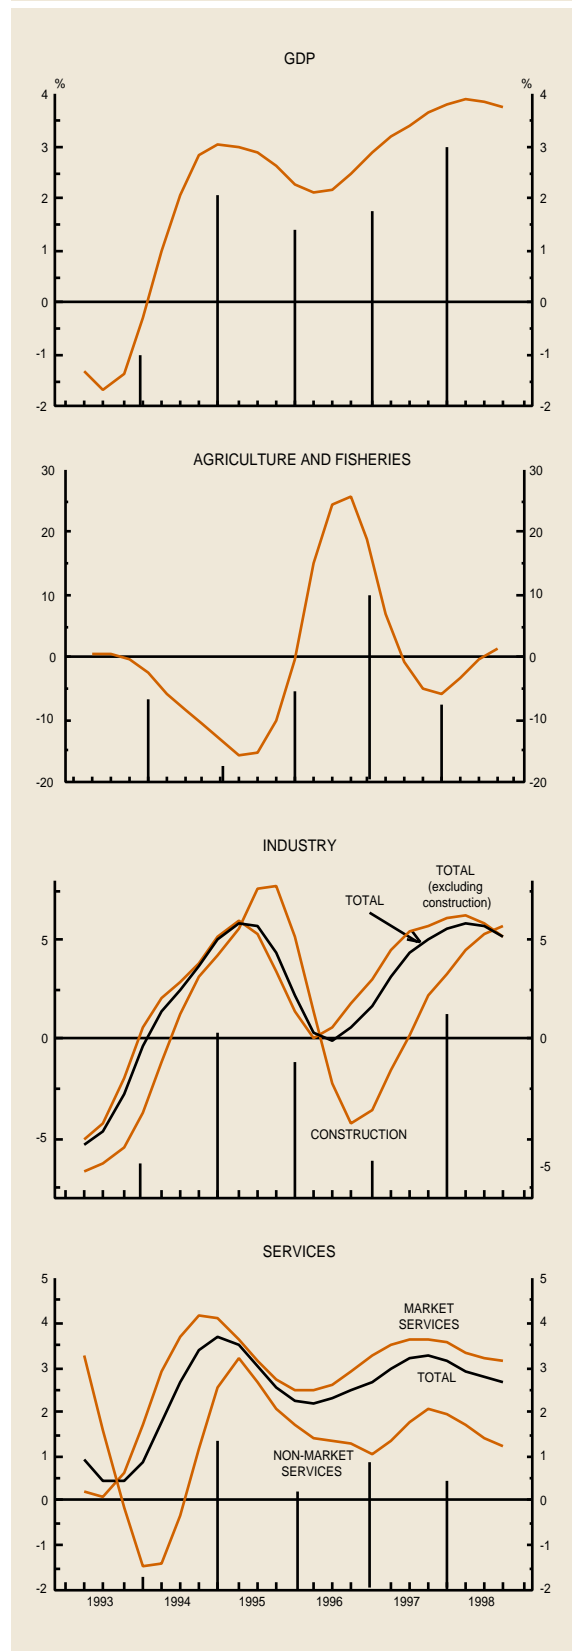 GDP
% %
4 4
3 3
2 2
1 1
0 0
-1 -1
-2 -2
AGRICULTURE AND FISHERIES
30 30
20 20
10 10
0 0
-10 -10
-20 -20
INDUSTRY
TOTAL
(excluding
construction)
TOTAL
5 5
0 0
CONSTRUCTION
-5 -5
SERVICES
5 5
4 4
MARKET
SERVICES
3 3
TOTAL
2 2
1 1
NON-MARKET
SERVICES
0 0
-1 -1
-2 -2
1993 1994 1995 1996 1997 1998